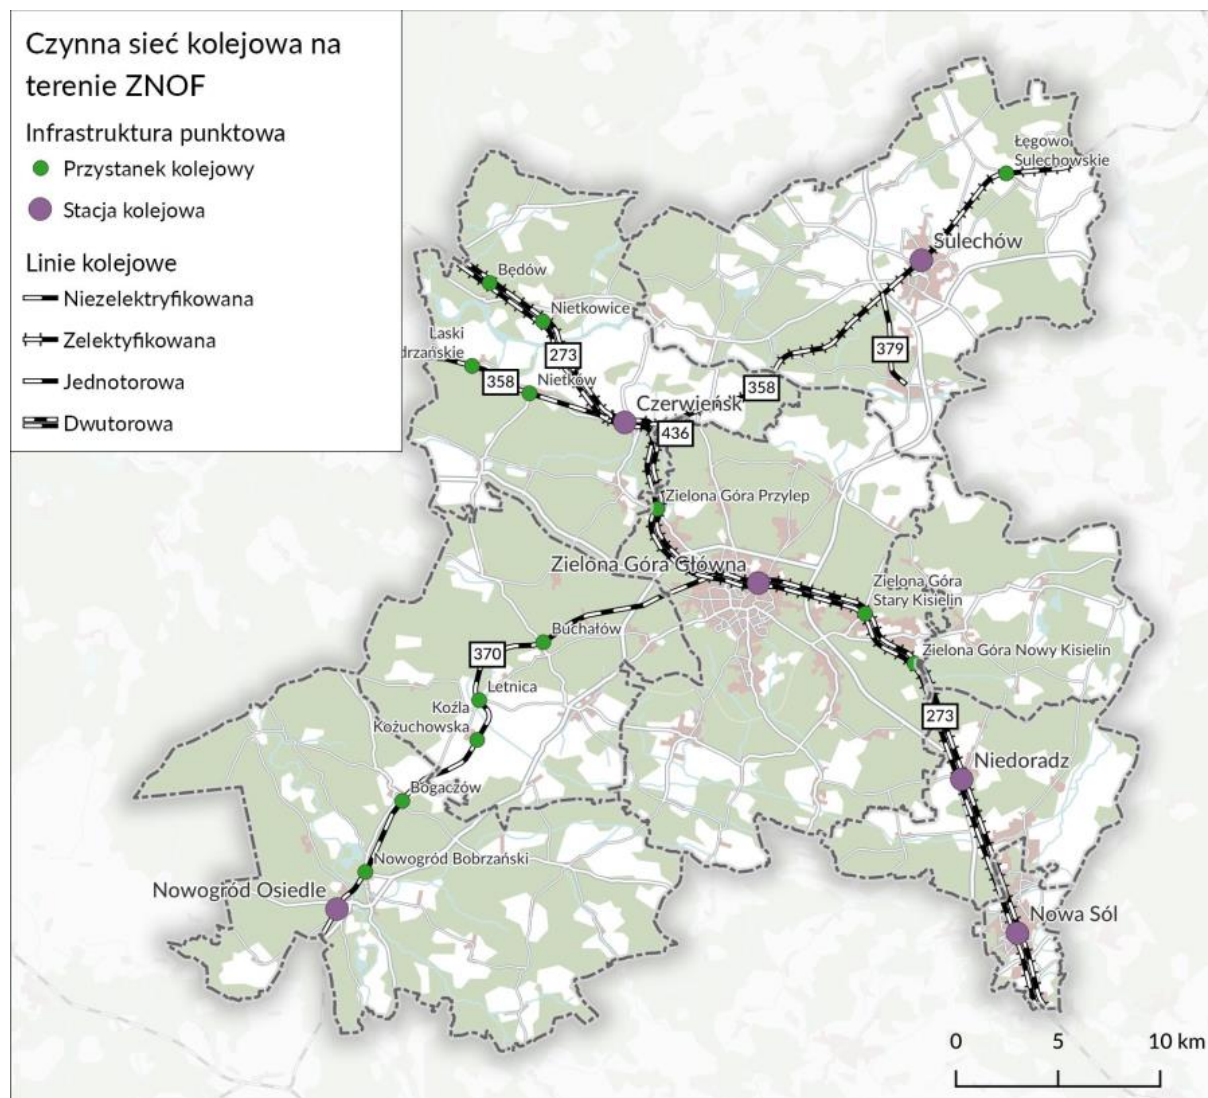 Czynna sieć kolejowa na
terenie ZNOF
Infrastruktura punktowa
Przystanek kolejowy
Stacja kolejowa
Linie kolejowe
Niezelektryfikowana
Zelektyfikowana
Jednotorowa
Dwutorowa
Łęgowo
Sulechowskie
Sulechów
Będów
Nietkowice
Laski
drzańskie
273
379
358
Nietków
358
Czerwieńsk
436
Zielona Góra Przylep
Zielona Góra Główna
Zielona Góra
Stary Kisielin
Buchałów
370
Zielona Góra Nowy Kisielin
Letnica
Koźla
Kożuchowska
273
Niedoradz
Bogaczów
Nowogród Bobrzański
Nowogród Osiedle
Nowa Sól
0 5 10 km